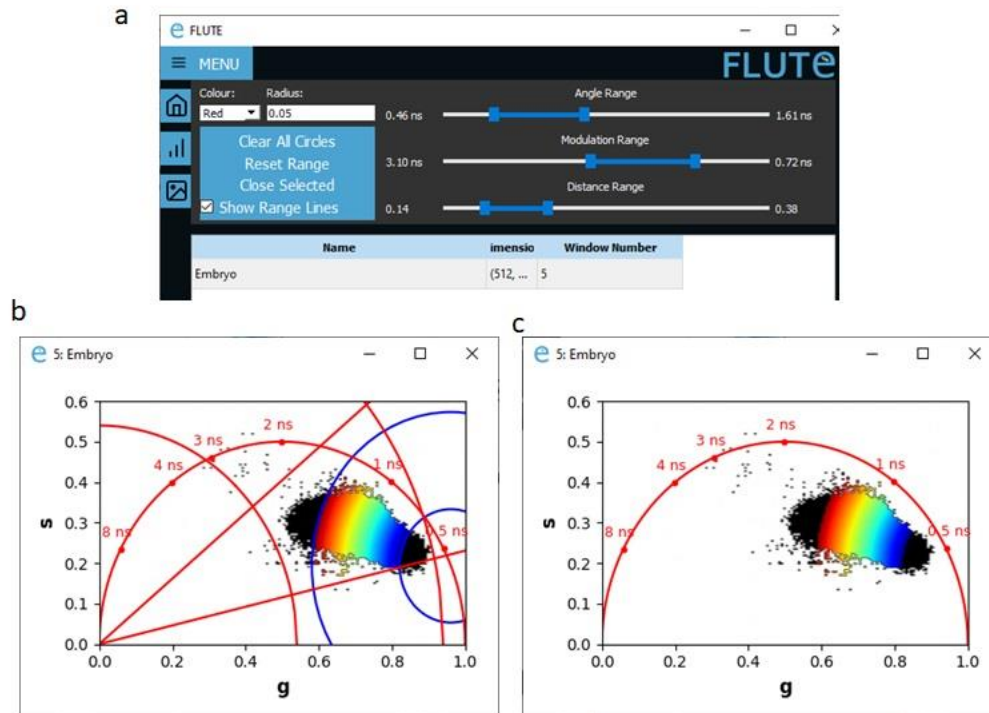 a
e FLUTE
MENU
FLUTe
Colour: Radius:
Red 0.05
Clear All Circles
Reset Range
Close Selected
Show Range Lines
Angle Range
0.46 ns 1.61 ns
Modulation Range
3.10 ns 0.72 ns
Distance Range
0.14 0.38
Name imensio Window Number
Embryo (512, ... 5
b
e 5: Embryo
0.6
0.5
0.4
0.3
0.2
0.1
0.0
s
8 ns
4 ns
3 ns
2 ns
1 ns
0.5 ns
0.0 0.2 0.4 0.6 0.8 1.0
g
c
e 5: Embryo
0.6
0.5
0.4
0.3
0.2
0.1
0.0
s
8 ns
4 ns
3 ns
2 ns
1 ns
0.5 ns
0.0 0.2 0.4 0.6 0.8 1.0
g